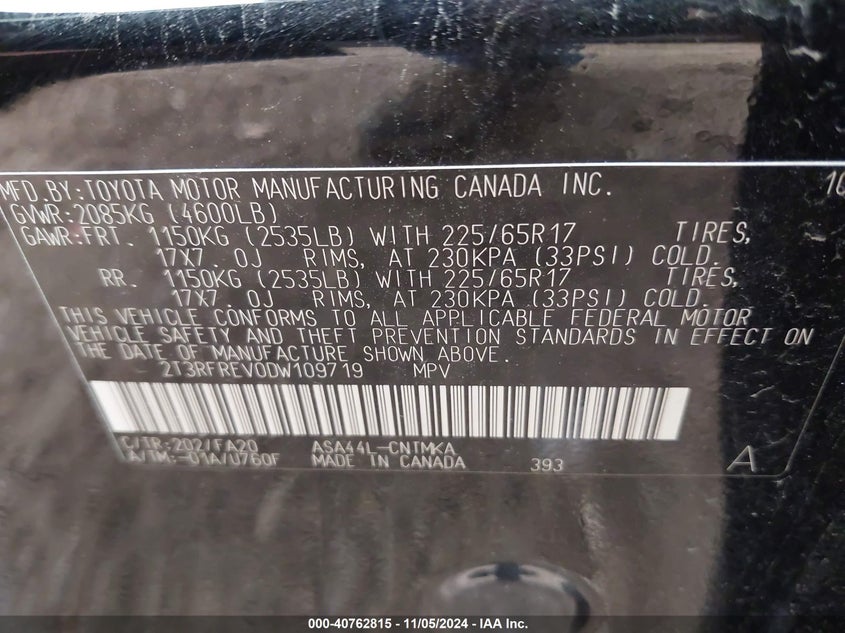 MFD.BY:TOYOTA MOTOR MANUFACTURING CANADA INC. 10
GVWR:2085KG (4600LB)
GAWR:FRT. 1150KG (2535LB) WITH 225/65R17 TIRES,
17X7.0J RIMS, AT 230KPA (33PSI) COLD.
RR. 1150KG (2535LB) WITH 225/65R17 TIRES,
17X7.0J RIMS, AT 230KPA (33PSI) COLD.
THIS VEHICLE CONFORMS TO ALL APPLICABLE FEDERAL MOTOR
VEHICLE SAFETY AND THEFT PREVENTION STANDARDS IN EFFECT ON
THE DATE OF MANUFACTURE SHOWN ABOVE.
2T3RFREV0DW109719 MPV
C/TR:202/FA20 ASA44L-CNTMKA
A/TM:-01A/U760F MADE IN CANADA 393 A
000-40762815 - 11/05/2024 - IAA Inc.